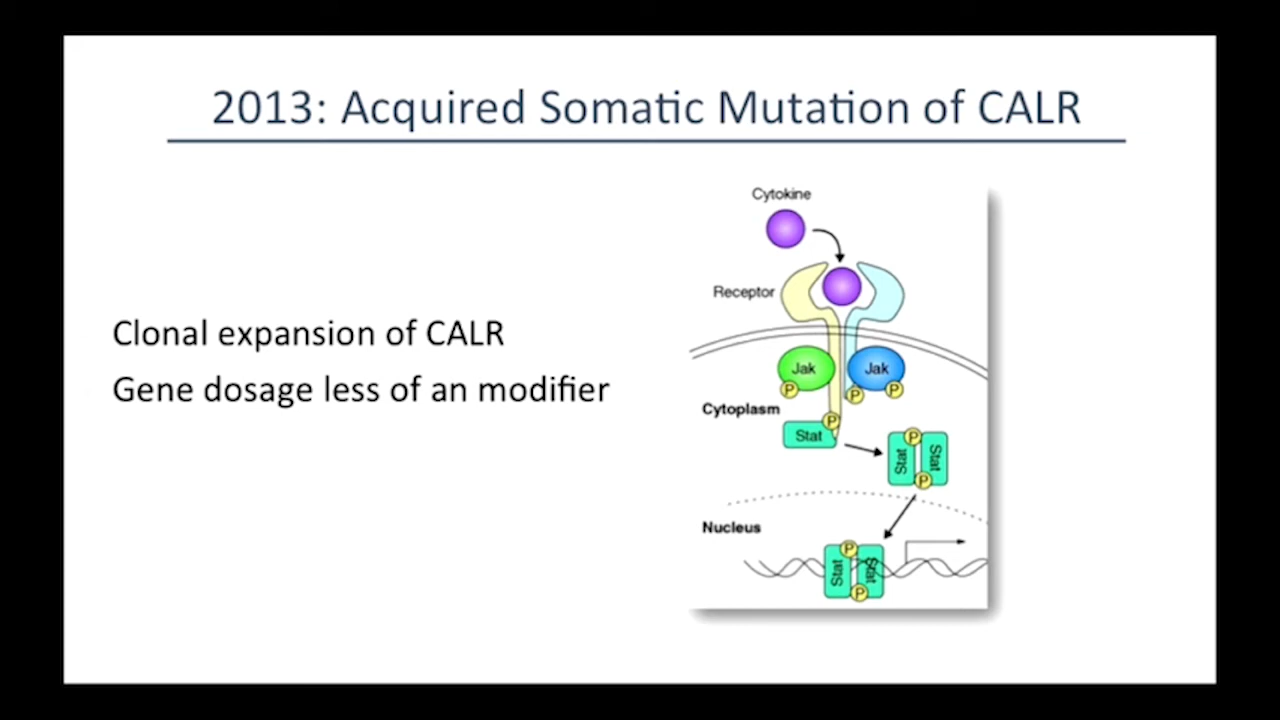 2013: Acquired Somatic Mutation of CALR
Clonal expansion of CALR
Gene dosage less of an modifier
Cytokine
Receptor
Jak
Jak
P
P
P
Cytoplasm
P
Stat
P
Stat
Stat
P
Nucleus
P
Stat
Stat
P